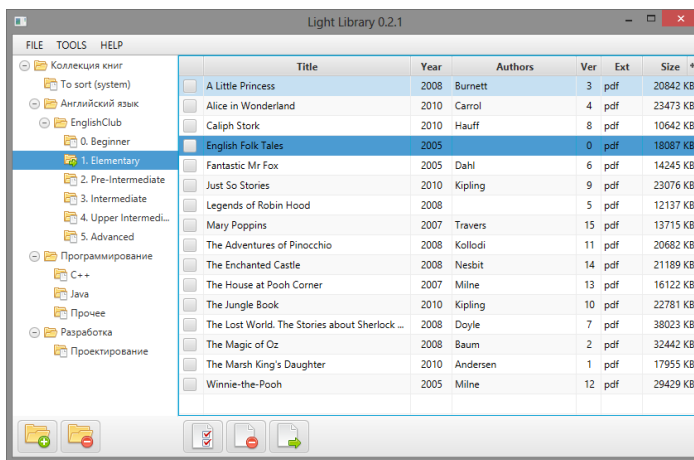 Light Library 0.2.1
FILE TOOLS HELP
Коллекция книг
To sort (system)
Английский язык
EnglishClub
0. Beginner
1. Elementary
2. Pre-Intermediate
3. Intermediate
4. Upper Intermedi...
5. Advanced
Программирование
C++
Java
Прочее
Разработка
Проектирование
Title Year Authors Ver Ext Size
A Little Princess 2008 Burnett 3 pdf 20842 KB
Alice in Wonderland 2010 Carrol 4 pdf 23473 KB
Caliph Stork 2010 Hauff 8 pdf 10642 KB
English Folk Tales 2005 0 pdf 18087 KB
Fantastic Mr Fox 2005 Dahl 6 pdf 14245 KB
Just So Stories 2010 Kipling 9 pdf 23076 KB
Legends of Robin Hood 2008 5 pdf 12137 KB
Mary Poppins 2007 Travers 15 pdf 13715 KB
The Adventures of Pinocchio 2008 Kollodi 11 pdf 20682 KB
The Enchanted Castle 2008 Nesbit 14 pdf 21189 KB
The House at Pooh Corner 2007 Milne 13 pdf 16122 KB
The Jungle Book 2010 Kipling 10 pdf 22781 KB
The Lost World. The Stories about Sherlock ... 2008 Doyle 7 pdf 38023 KB
The Magic of Oz 2008 Baum 2 pdf 32442 KB
The Marsh King's Daughter 2010 Andersen 1 pdf 17955 KB
Winnie-the-Pooh 2005 Milne 12 pdf 29429 KB